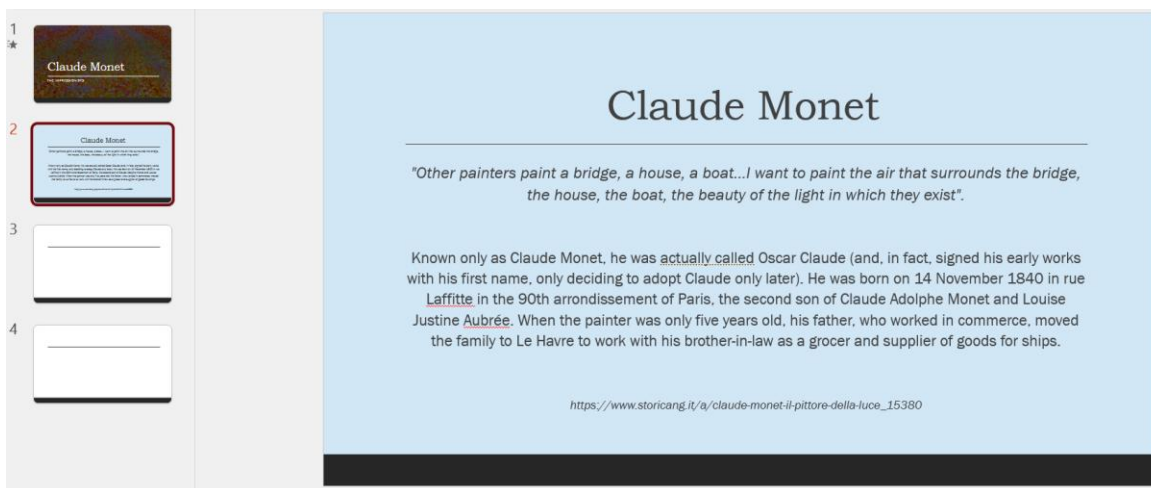 1
Claude Monet
THE IMPRESSIONISTS
2
Claude Monet
3
4
Claude Monet
"Other painters paint a bridge, a house, a boat...I want to paint the air that surrounds the bridge,
the house, the boat, the beauty of the light in which they exist".
Known only as Claude Monet, he was actually called Oscar Claude (and, in fact, signed his early works
with his first name, only deciding to adopt Claude only later). He was born on 14 November 1840 in rue
Laffitte in the 90th arrondissement of Paris, the second son of Claude Adolphe Monet and Louise
Justine Aubrée. When the painter was only five years old, his father, who worked in commerce, moved
the family to Le Havre to work with his brother-in-law as a grocer and supplier of goods for ships.
https://www.storicang.it/a/claude-monet-il-pittore-della-luce_15380